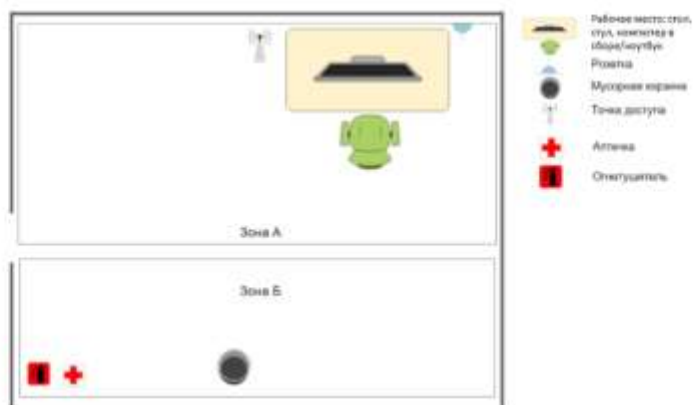 Зона А
Зона Б
Рабочее место: стол,
стул, компьютер в
сборе/ноутбук
Розетка
Мусорная корзина
Точка доступа
Аптечка
Огнетушитель